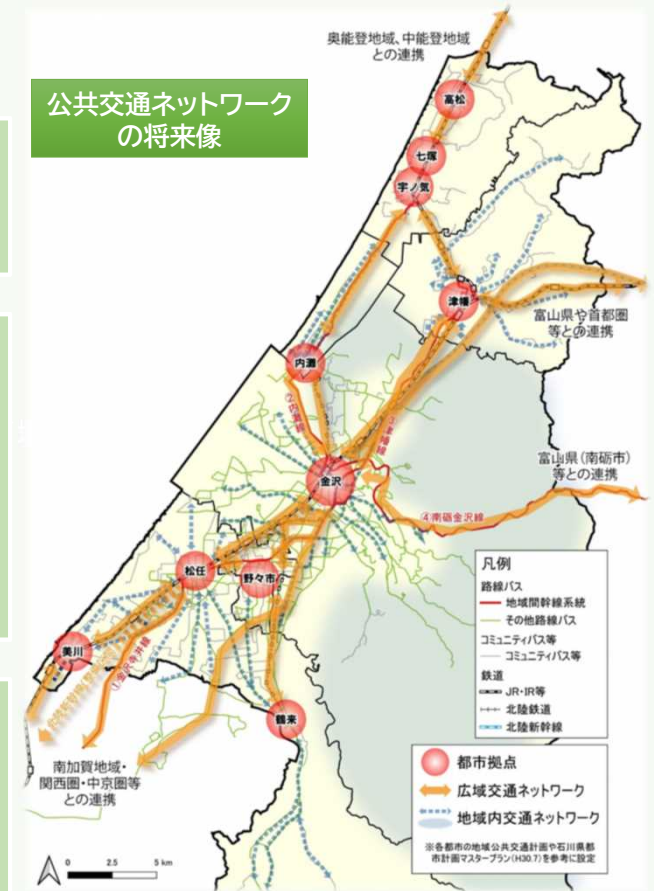 公共交通ネットワーク
の将来像
奥能登地域、中能登地域
との連携
高松
七塚
宇ノ気
津幡
富山県や首都圏
等との連携
内灘
②内灘線
金沢
富山県(南砺市)
等との連携
④南砺金沢線
松任
野々市
美川
①金沢寺井線
鶴来
南加賀地域・
関西圏・中京圏等
との連携
凡例
路線バス
地域間幹線系統
その他路線バス
コミュニティバス等
コミュニティバス等
鉄道
JR・IR等
北陸鉄道
北陸新幹線
都市拠点
広域交通ネットワーク
地域内交通ネットワーク
※各都市の地域公共交通計画や石川県都
市計画マスタープラン(H30.7)を参考に設定
0 2.5 5 km